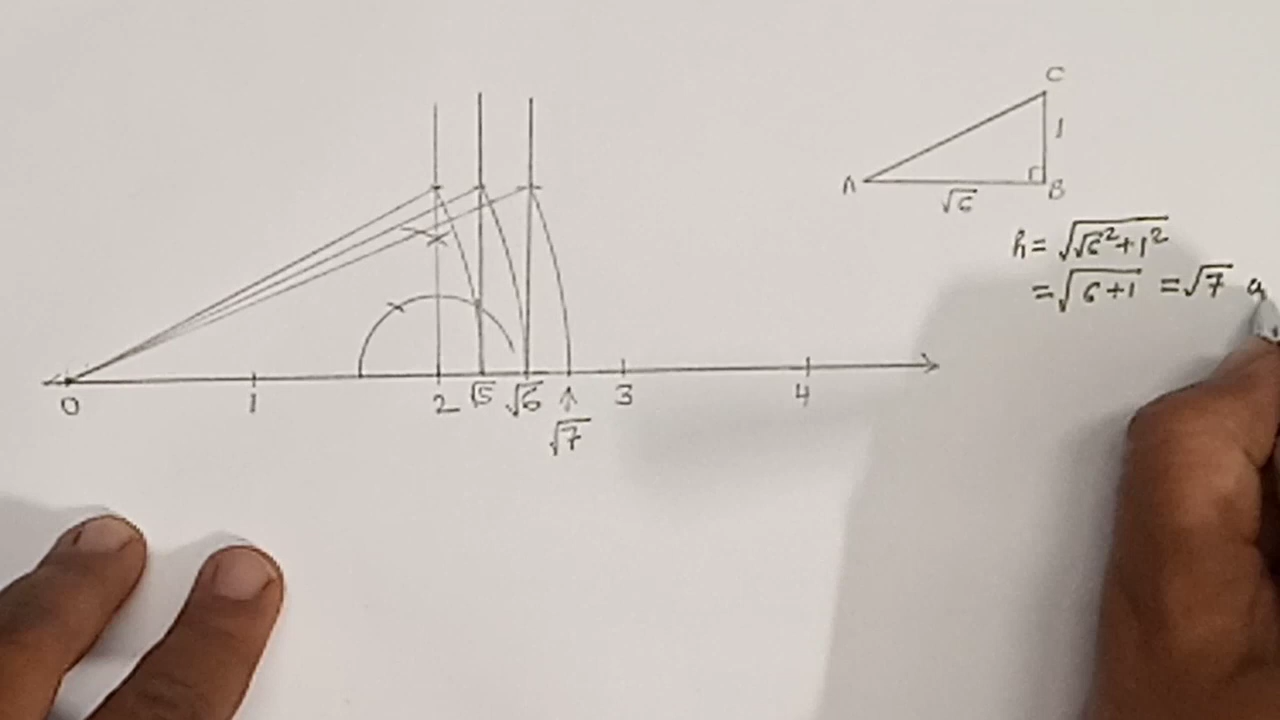 C
1
A
B
√6
h = √(√6² + 1²)
= √(6+1) = √7
0 1 2 √5 √6 3 4
↑
√7